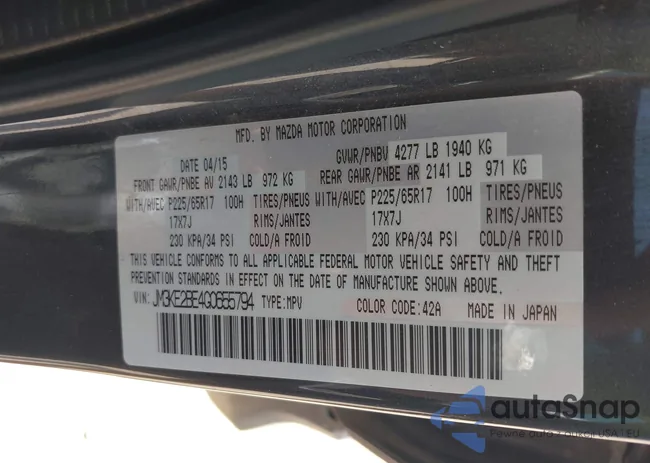 MFD. BY MAZDA MOTOR CORPORATION
DATE 04/15 GVWR/PNBV 4277 LB 1940 KG
FRONT GAWR/PNBE AV 2143 LB 972 KG REAR GAWR/PNBE AR 2141 LB 971 KG
WITH/AVEC P225/65R17 100H TIRES/PNEUS WITH/AVEC P225/65R17 100H TIRES/PNEUS
17X7J RIMS/JANTES 17X7J RIMS/JANTES
230 KPA/34 PSI COLD/A FROID 230 KPA/34 PSI COLD/A FROID
THIS VEHICLE CONFORMS TO ALL APPLICABLE FEDERAL MOTOR VEHICLE SAFETY AND THEFT
PREVENTION STANDARDS IN EFFECT ON THE DATE OF MANUFACTURE SHOWN ABOVE.
VIN: JM3KE2BE4G0655794 TYPE:MPV COLOR CODE:42A MADE IN JAPAN
autoSnap
Pewne auta i aukcji USA i EU